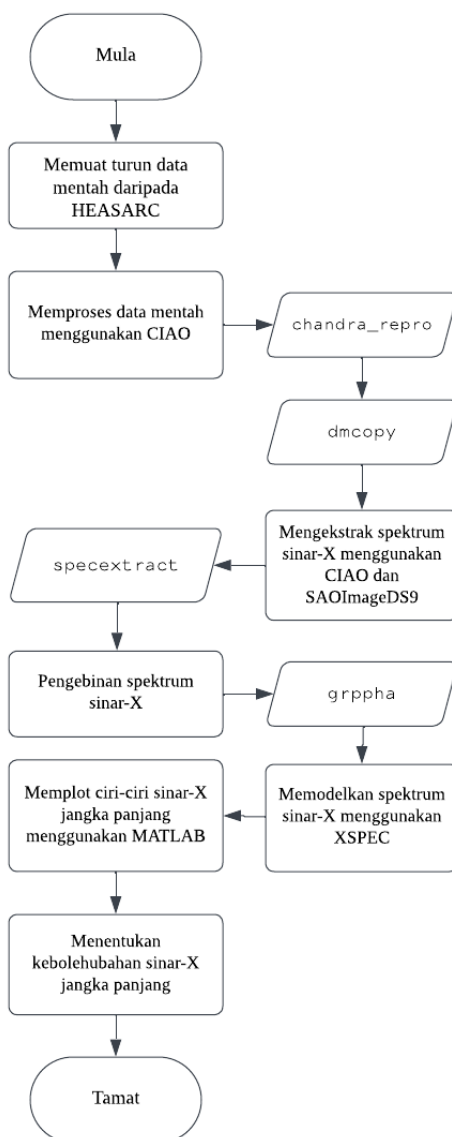 Mula
Memuat turun data
mentah daripada
HEASARC
Memproses data mentah
menggunakan CIAO
chandra_repro
dmcopy
Mengekstrak spektrum
sinar-X menggunakan
CIAO dan
SAOImageDS9
specextract
Pengebinan spektrum
sinar-X
grppha
Memodelkan spektrum
sinar-X menggunakan
XSPEC
Memplot ciri-ciri sinar-X
jangka panjang
menggunakan MATLAB
Menentukan
kebolehubahan sinar-X
jangka panjang
Tamat